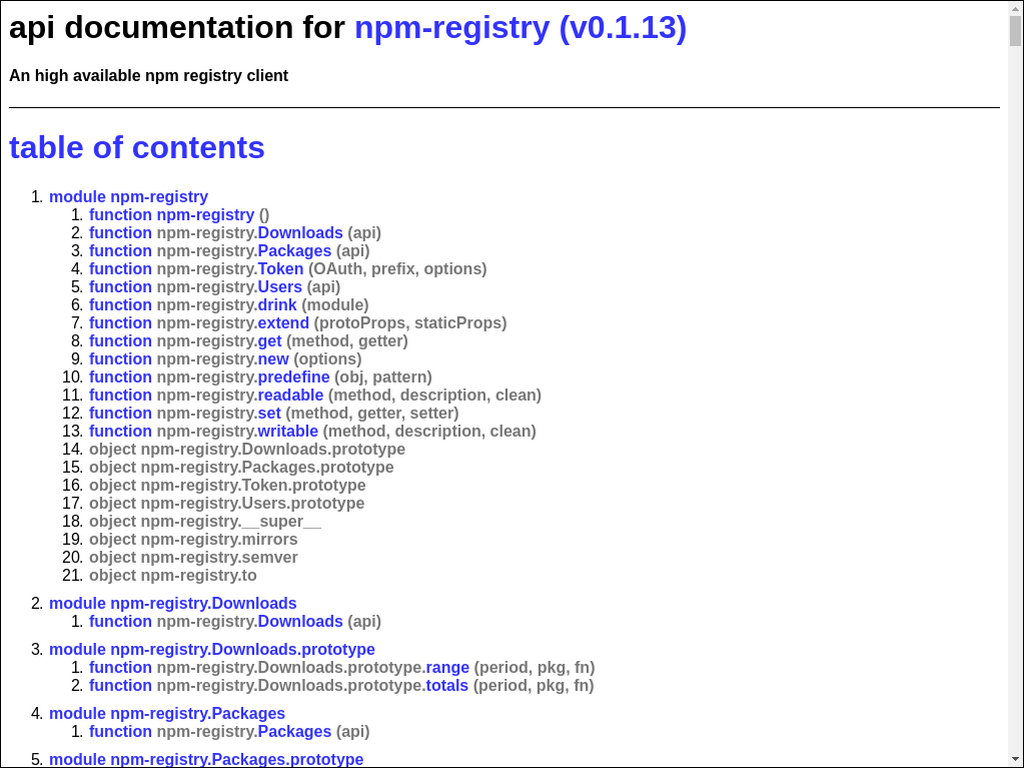 api documentation for npm-registry (v0.1.13)
An high available npm registry client
table of contents
1. module npm-registry
1. function npm-registry ()
2. function npm-registry.Downloads (api)
3. function npm-registry.Packages (api)
4. function npm-registry.Token (OAuth, prefix, options)
5. function npm-registry.Users (api)
6. function npm-registry.drink (module)
7. function npm-registry.extend (protoProps, staticProps)
8. function npm-registry.get (method, getter)
9. function npm-registry.new (options)
10. function npm-registry.predefine (obj, pattern)
11. function npm-registry.readable (method, description, clean)
12. function npm-registry.set (method, getter, setter)
13. function npm-registry.writable (method, description, clean)
14. object npm-registry.Downloads.prototype
15. object npm-registry.Packages.prototype
16. object npm-registry.Token.prototype
17. object npm-registry.Users.prototype
18. object npm-registry.__super__
19. object npm-registry.mirrors
20. object npm-registry.semver
21. object npm-registry.to
2. module npm-registry.Downloads
1. function npm-registry.Downloads (api)
3. module npm-registry.Downloads.prototype
1. function npm-registry.Downloads.prototype.range (period, pkg, fn)
2. function npm-registry.Downloads.prototype.totals (period, pkg, fn)
4. module npm-registry.Packages
1. function npm-registry.Packages (api)
5. module npm-registry.Packages.prototype